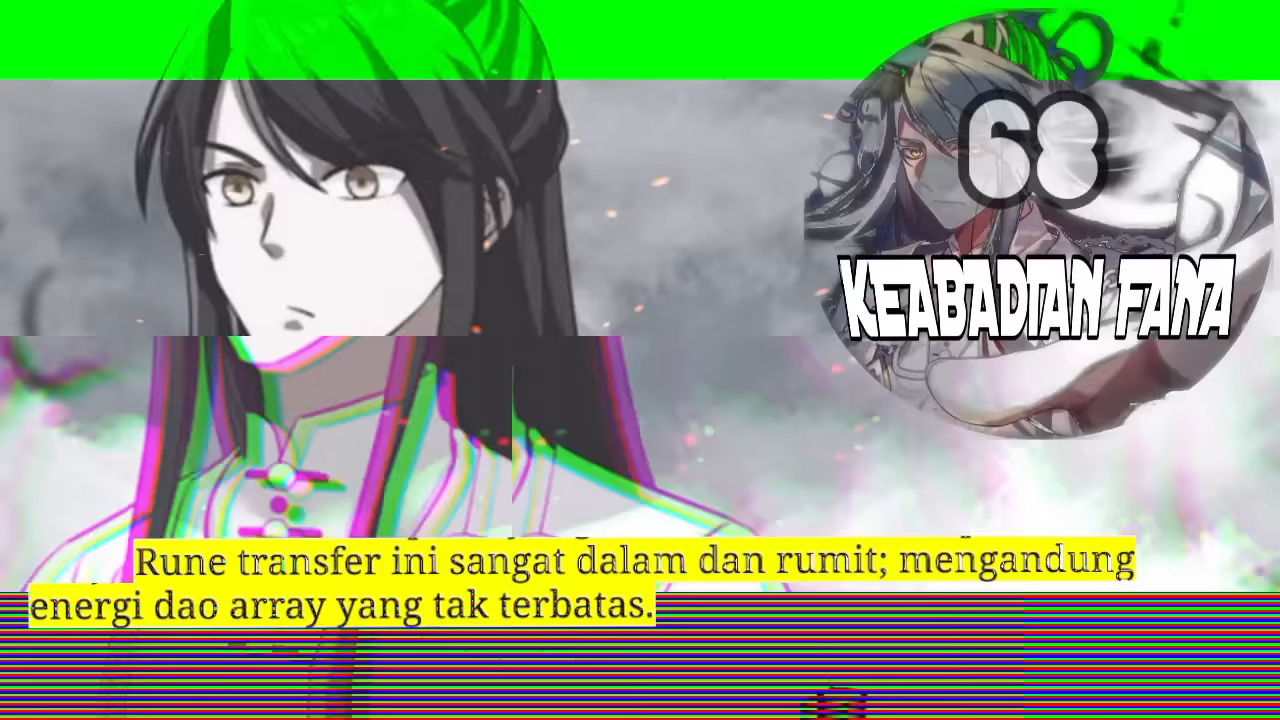 68
KEABADIAN FANA
Rune transfer ini sangat dalam dan rumit; mengandung
energi dao array yang tak terbatas.